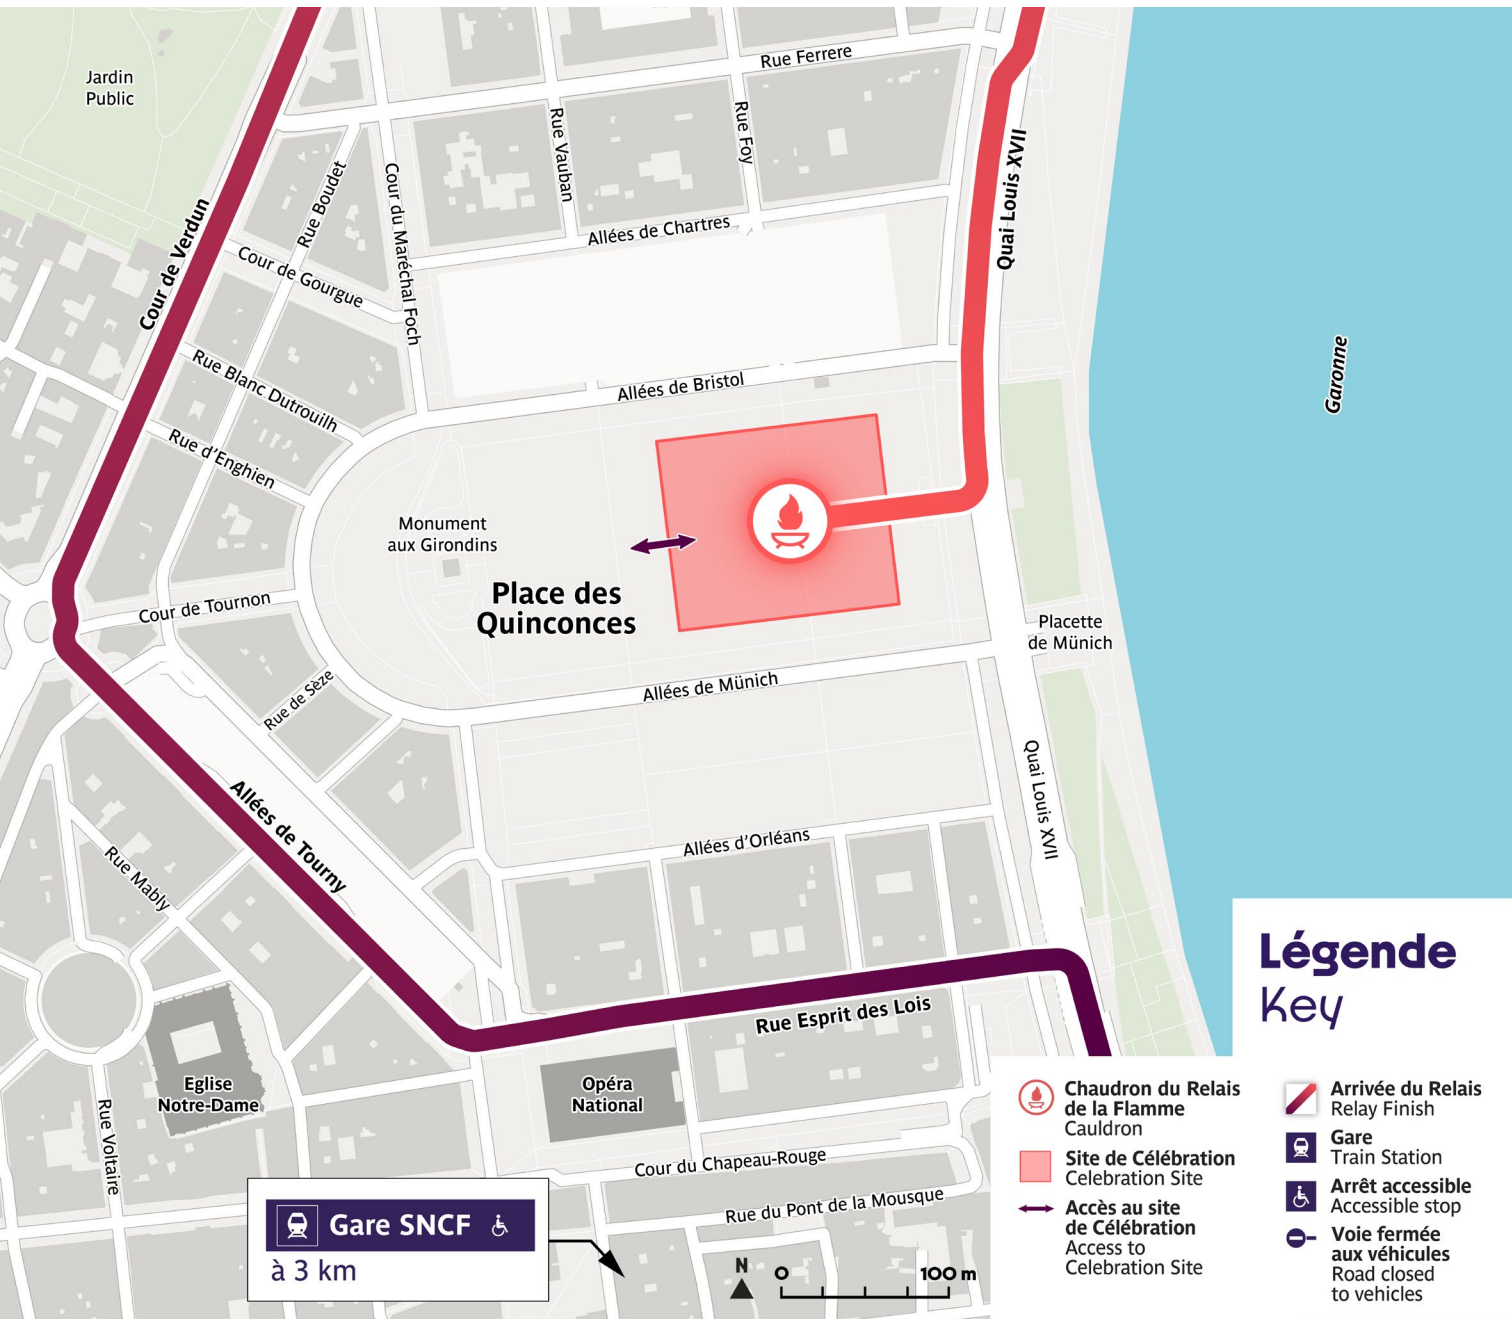 Jardin
Public
Rue Ferrere
Rue Vauban
Rue Foy
Rue Boudet
Cour du Maréchal Foch
Quai Louis XVII
Cour de Verdun
Allées de Chartres
Cour de Gourgue
Rue Blanc Dutrouilh
Allées de Bristol
Garonne
Rue d'Enghien
Monument
aux Girondins
Place des
Quinconces
Cour de Tournon
Placette
de Münich
Rue de Sèze
Allées de Münich
Quai Louis XVII
Allées de Tourny
Allées d'Orléans
Rue Mably
Rue Esprit des Lois
Eglise
Notre-Dame
Opéra
National
Rue Voltaire
Cour du Chapeau-Rouge
Rue du Pont de la Mousque
Gare SNCF
à 3 km
N
0
100 m
Légende
Key
Chaudron du Relais
de la Flamme
Cauldron
Site de Célébration
Celebration Site
Accès au site
de Célébration
Access to
Celebration Site
Arrivée du Relais
Relay Finish
Gare
Train Station
Arrêt accessible
Accessible stop
Voie fermée
aux véhicules
Road closed
to vehicles